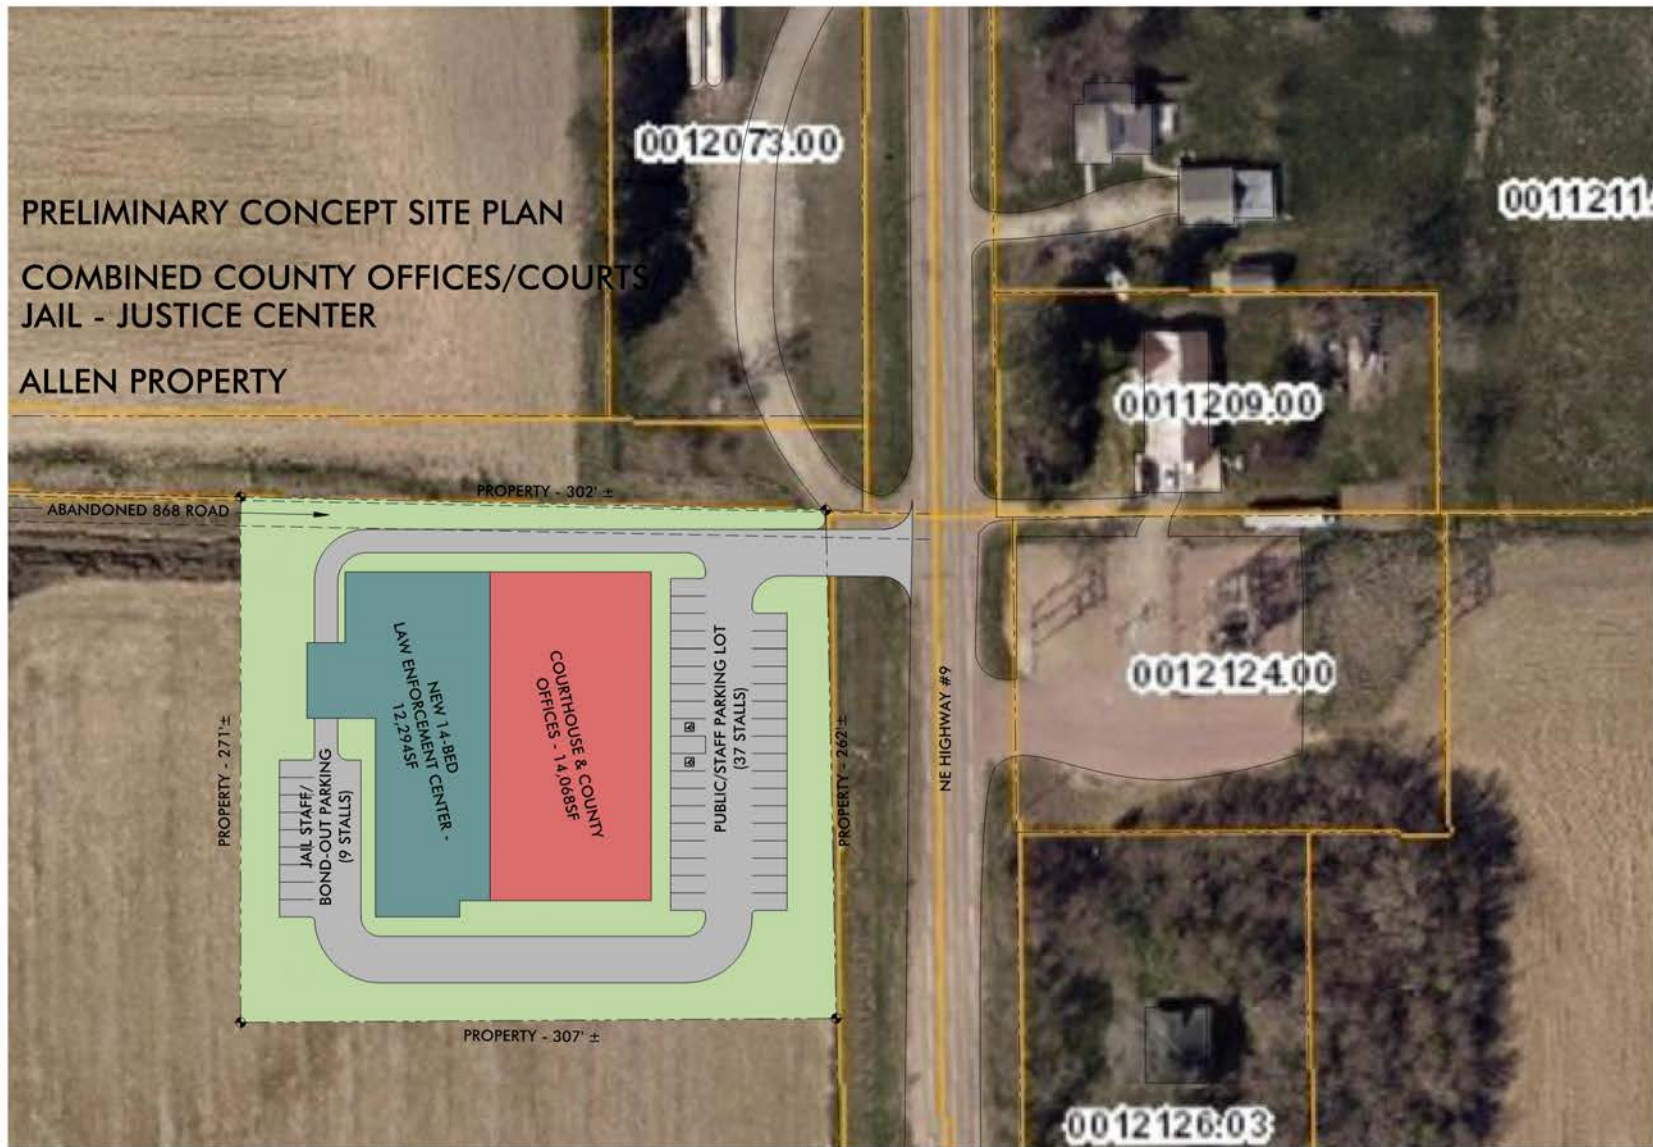 PRELIMINARY CONCEPT SITE PLAN
COMBINED COUNTY OFFICES/COURTS/
JAIL - JUSTICE CENTER
ALLEN PROPERTY
0012073.00
0011211.
0011209.00
0012124.00
0012126.03
PROPERTY - 302' ±
ABANDONED 868 ROAD
PROPERTY - 271' ±
NEW 14-BED
LAW ENFORCEMENT CENTER -
12,294SF
COURTHOUSE & COUNTY
OFFICES - 14,068SF
PUBLIC/STAFF PARKING LOT
(37 STALLS)
JAIL STAFF/
BOND-OUT PARKING
(9 STALLS)
PROPERTY - 262' ±
NE HIGHWAY #9
PROPERTY - 307' ±